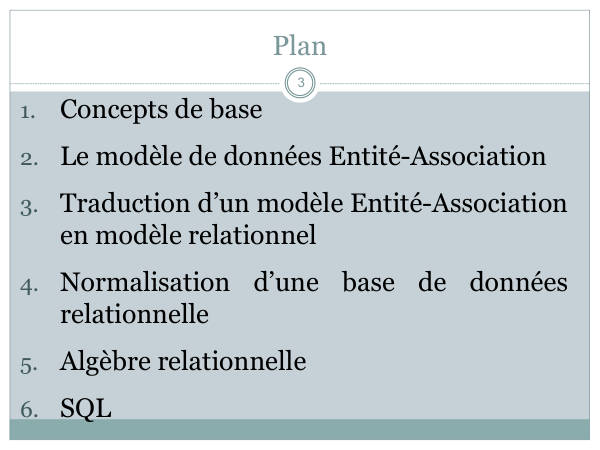 Plan
3
1. Concepts de base
2. Le modèle de données Entité-Association
3. Traduction d’un modèle Entité-Association
en modèle relationnel
4. Normalisation d’une base de données
relationnelle
5. Algèbre relationnelle
6. SQL